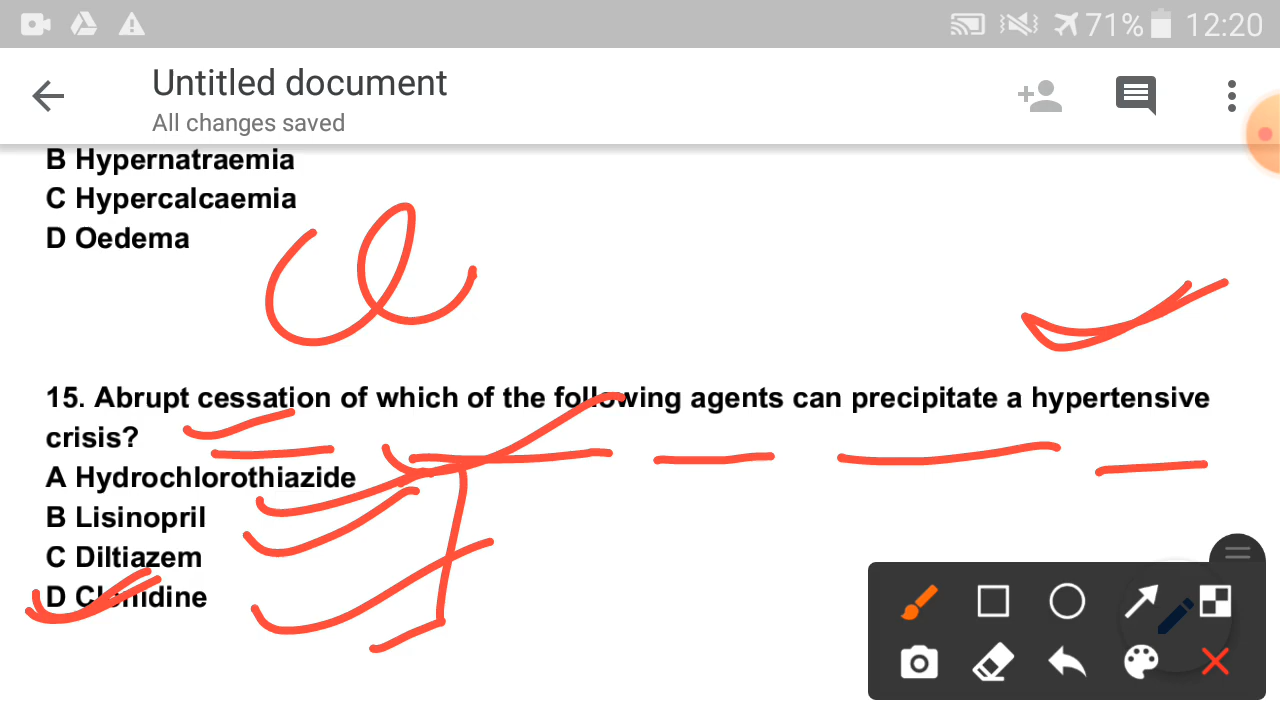 71% 12:20
Untitled document
All changes saved
B Hypernatraemia
C Hypercalcaemia
D Oedema
15. Abrupt cessation of which of the following agents can precipitate a hypertensive
crisis?
A Hydrochlorothiazide
B Lisinopril
C Diltiazem
D Clonidine